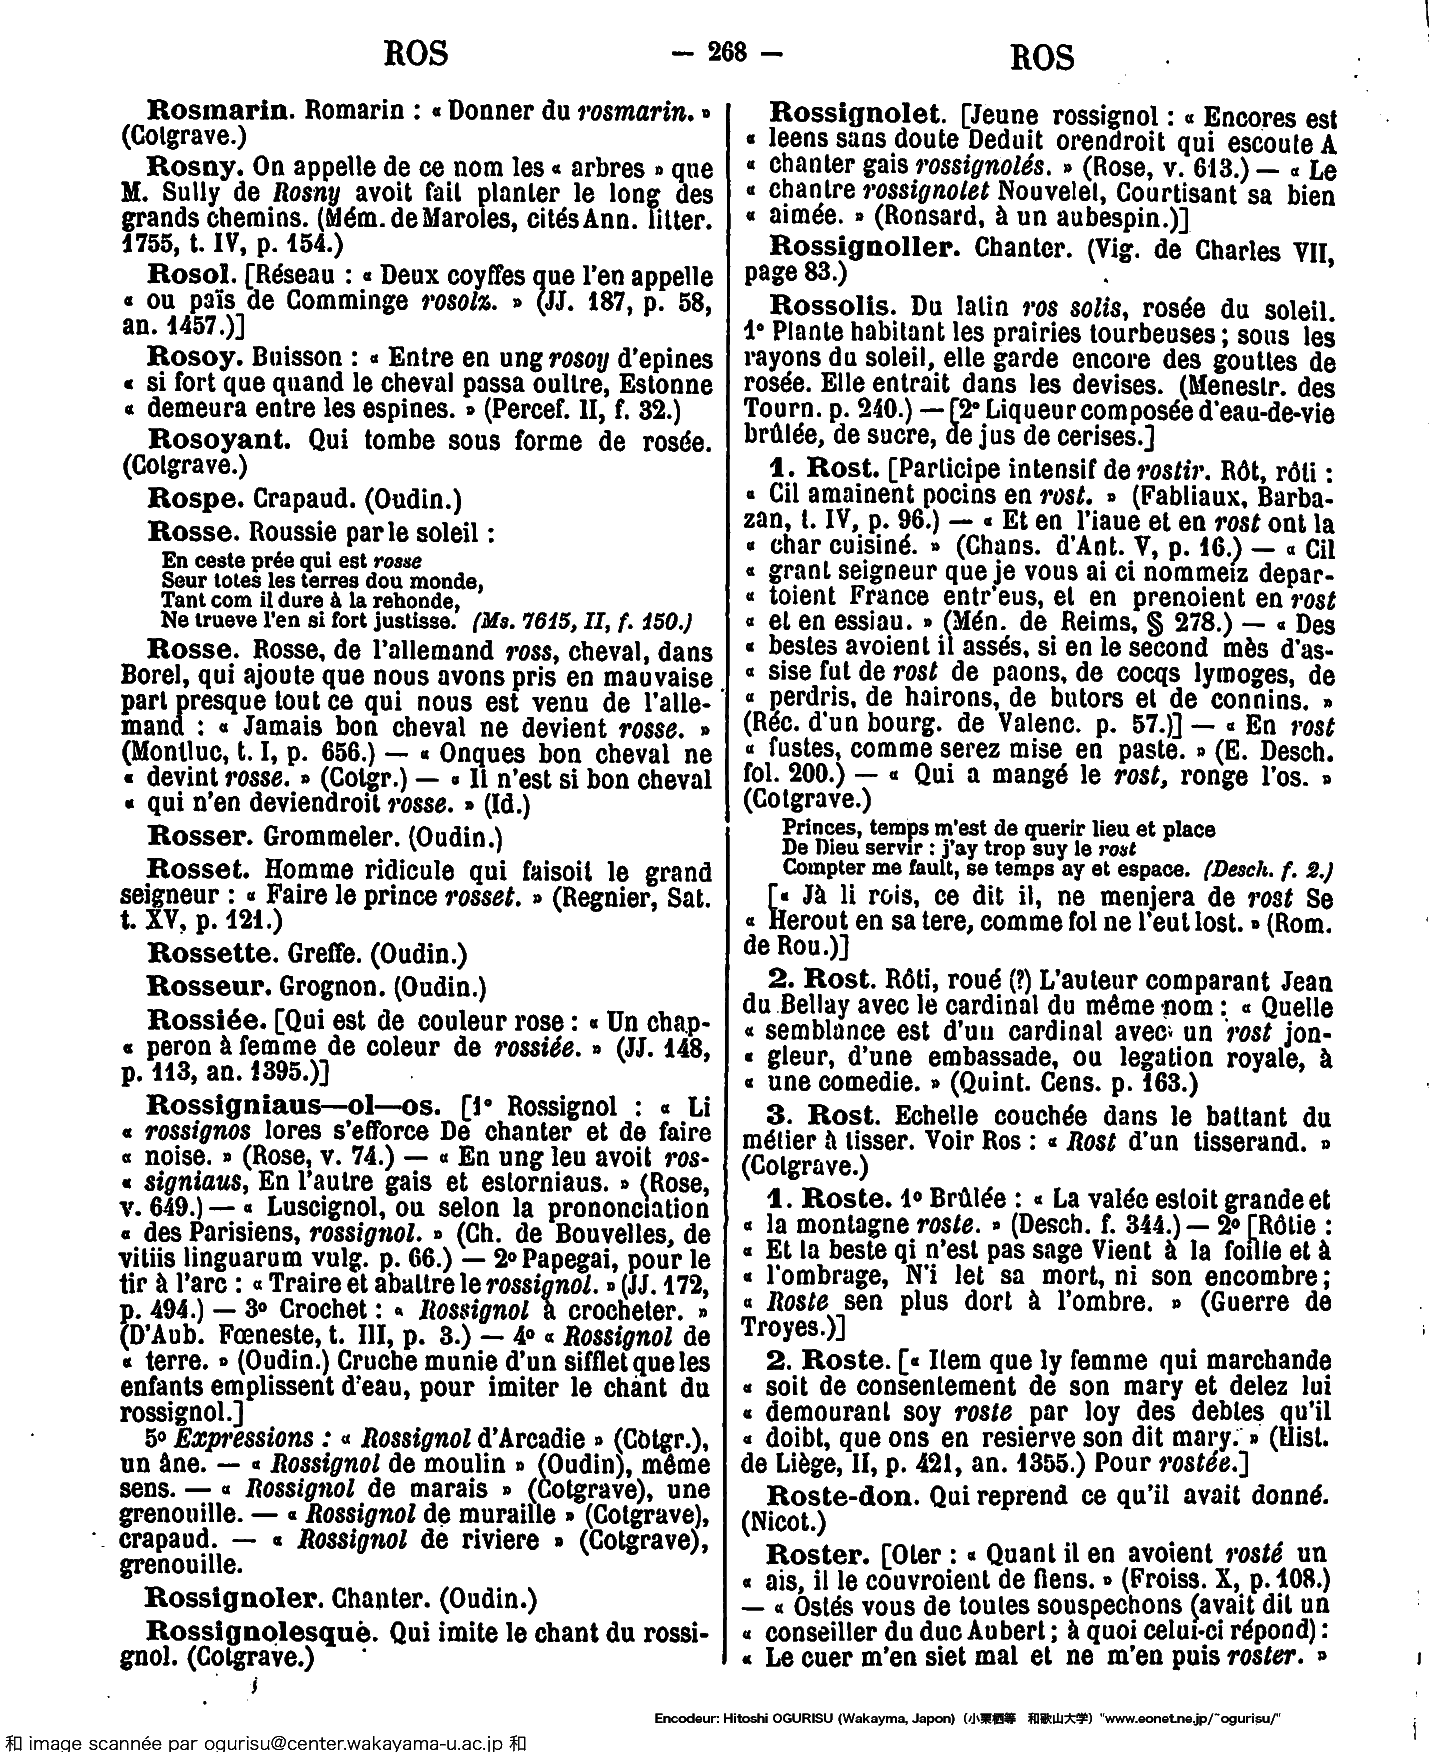 ROS
— 268 —
ROS
Rosmarin. Romarin : « Donner du rosmarin. »
(Cotgrave.)
Rosny. On appelle de ce nom les « arbres » que
M. Sully de Rosny avoit fait planter le long des
grands chemins. (Mém. de Maroles, cités Ann. litter.
1755, t. IV, p. 154.)
Rosol. [Réseau : « Deux coyffes que l'en appelle
« ou païs de Comminge rosolz. » (JJ. 187, p. 58,
an. 1457.)]
Rosoy. Buisson : « Entre en ung rosoy d'epines
« si fort que quand le cheval passa oultre, Estonne
« demeura entre les espines. » (Percef. II, f. 32.)
Rosoyant. Qui tombe sous forme de rosée.
(Cotgrave.)
Rospe. Crapaud. (Oudin.)
Rosse. Roussie par le soleil :
En ceste prée qui est rosse
Seur totes les terres dou monde,
Tant com il dure à la rehonde,
Ne trueve l'en si fort justisse. (Ms. 7615, II, f. 150.)
Rosse. Rosse, de l'allemand ross, cheval, dans
Borel, qui ajoute que nous avons pris en mauvaise
part presque tout ce qui nous est venu de l'alle-
mand : « Jamais bon cheval ne devient rosse. »
(Montluc, t. I, p. 656.) — « Onques bon cheval ne
« devint rosse. » (Cotgr.) — « Il n'est si bon cheval
« qui n'en deviendroit rosse. » (Id.)
Rosser. Grommeler. (Oudin.)
Rosset. Homme ridicule qui faisoit le grand
seigneur : « Faire le prince rosset. » (Regnier, Sat.
t. XV, p. 121.)
Rossette. Greffe. (Oudin.)
Rosseur. Grognon. (Oudin.)
Rossiée. [Qui est de couleur rose : « Un chap-
« peron à femme de coleur de rossiée. » (JJ. 148,
p. 113, an. 1395.)]
Rossigniaus—ol—os. [1° Rossignol : « Li
« rossignos lores s'efforce De chanter et de faire
« noise. » (Rose, v. 74.) — « En ung leu avoit ros-
« signiaus, En l'autre gais et estorniaus. » (Rose,
v. 649.) — « Luscignol, ou selon la prononciation
« des Parisiens, rossignol. » (Ch. de Bouvelles, de
vitiis linguarum vulg. p. 66.) — 2° Papegai, pour le
tir à l'arc : « Traire et abattre le rossignol. » (JJ. 172,
p. 494.) — 3° Crochet : « Rossignol à crocheter. »
(D'Aub. Fœneste, t. III, p. 3.) — 4° « Rossignol de
« terre. » (Oudin.) Cruche munie d'un sifflet que les
enfants emplissent d'eau, pour imiter le chant du
rossignol.]
5° Expressions : « Rossignol d'Arcadie » (Cotgr.),
un âne. — « Rossignol de moulin » (Oudin), même
sens. — « Rossignol de marais » (Cotgrave), une
grenouille. — « Rossignol de muraille » (Cotgrave),
crapaud. — « Rossignol de riviere » (Cotgrave),
grenouille.
Rossignoler. Chanter. (Oudin.)
Rossignolesque. Qui imite le chant du rossi-
gnol. (Cotgrave.)
Rossignolet. [Jeune rossignol : « Encores est
« leens sans doute Deduit orendroit qui escoute A
« chanter gais rossignolés. » (Rose, v. 613.) — « Le
« chantre rossignolet Nouvelet, Courtisant sa bien
« aimée. » (Ronsard, à un aubespin.)]
Rossignoller. Chanter. (Vig. de Charles VII,
page 83.)
Rossolis. Du latin ros solis, rosée du soleil.
1° Plante habitant les prairies tourbeuses ; sous les
rayons du soleil, elle garde encore des gouttes de
rosée. Elle entrait dans les devises. (Menestr. des
Tourn. p. 240.) — [2° Liqueur composée d'eau-de-vie
brûlée, de sucre, de jus de cerises.]
1. Rost. [Participe intensif de rostir. Rôt, rôti :
« Cil amainent pocins en rost. » (Fabliaux, Barba-
zan, t. IV, p. 96.) — « Et en l'iaue et en rost ont la
« char cuisiné. » (Chans. d'Ant. V, p. 16.) — « Cil
« grant seigneur que je vous ai ci nommeiz depar-
« toient France entr'eus, et en prenoient en rost
« et en essiau. » (Mén. de Reims, § 278.) — « Des
« bestes avoient il assés, si en le second mès d'as-
« sise fut de rost de paons, de cocqs lymoges, de
« perdris, de hairons, de butors et de connins. »
(Réc. d'un bourg. de Valenc. p. 57.)] — « En rost
« fustes, comme serez mise en paste. » (E. Desch.
fol. 200.) — « Qui a mangé le rost, ronge l'os. »
(Cotgrave.)
Princes, temps m'est de querir lieu et place
De Dieu servir : j'ay trop suy le rost
Compter me fault, se temps ay et espace. (Desch. f. 2.)
[« Jà li rois, ce dit il, ne menjera de rost Se
« Herout en sa tere, comme fol ne l'eut tost. » (Rom.
de Rou.)]
2. Rost. Rôti, roué (?) L'auteur comparant Jean
du Bellay avec le cardinal du même nom : « Quelle
« semblance est d'un cardinal avec un rost jon-
« gleur, d'une embassade, ou legation royale, à
« une comedie. » (Quint. Cens. p. 163.)
3. Rost. Echelle couchée dans le battant du
métier à tisser. Voir Ros : « Rost d'un tisserand. »
(Cotgrave.)
1. Roste. 1° Brûlée : « La valée estoit grande et
« la montagne roste. » (Desch. f. 344.) — 2° [Rôtie :
« Et la beste qi n'est pas sage Vient à la foille et à
« l'ombrage, N'i let sa mort, ni son encombre ;
« Roste sen plus dort à l'ombre. » (Guerre de
Troyes.)]
2. Roste. [« Item que ly femme qui marchande
« soit de consentement de son mary et delez lui
« demourant soy roste par loy des debtes qu'il
« doibt, que ons en resierve son dit mary. » (Hist.
de Liège, II, p. 421, an. 1355.) Pour rostée.]
Roste-don. Qui reprend ce qu'il avait donné.
(Nicot.)
Roster. [Oter : « Quant il en avoient rosté un
« ais, il le couvroient de fiens. » (Froiss. X, p. 108.)
— « Ostés vous de toutes souspechons (avait dit un
« conseiller du duc Aubert ; à quoi celui-ci répond) :
« Le cuer m'en siet mal et ne m'en puis roster. »
Encodeur: Hitoshi OGURISU (Wakayma, Japon) (小栗栖等 和歌山大学) "www.eonet.ne.jp/~ogurisu/"
和 image scannée par ogurisu@center.wakayama-u.ac.jp 和